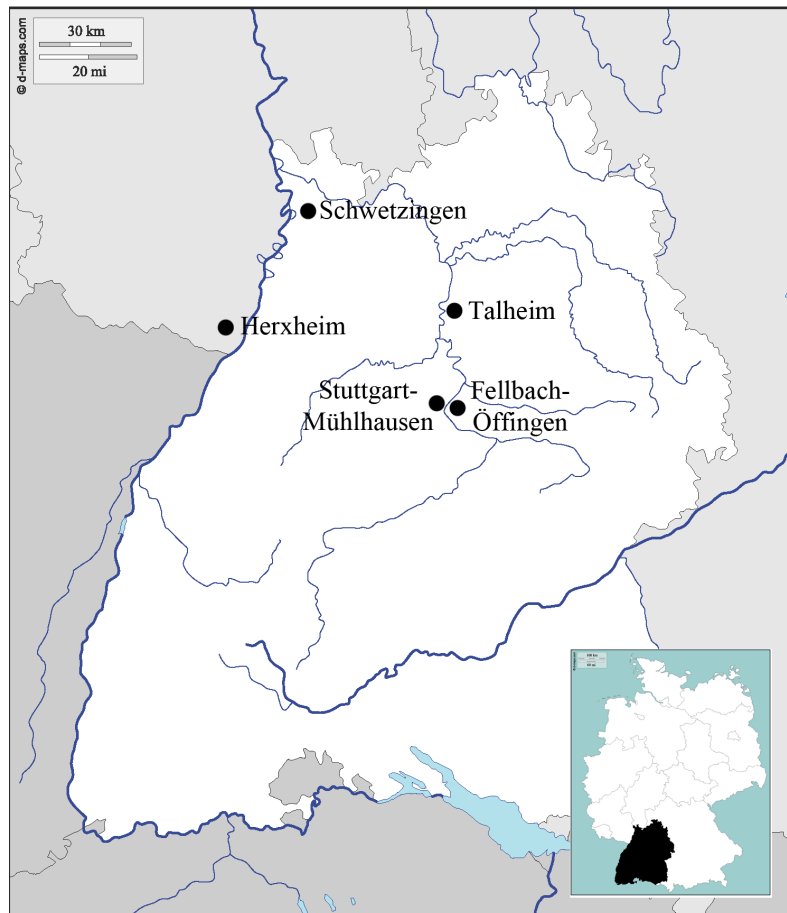 30 km
20 mi
© d-maps.com
Schwetzingen
Talheim
Herxheim
Stuttgart-
Mühlhausen
Fellbach-
Öffingen